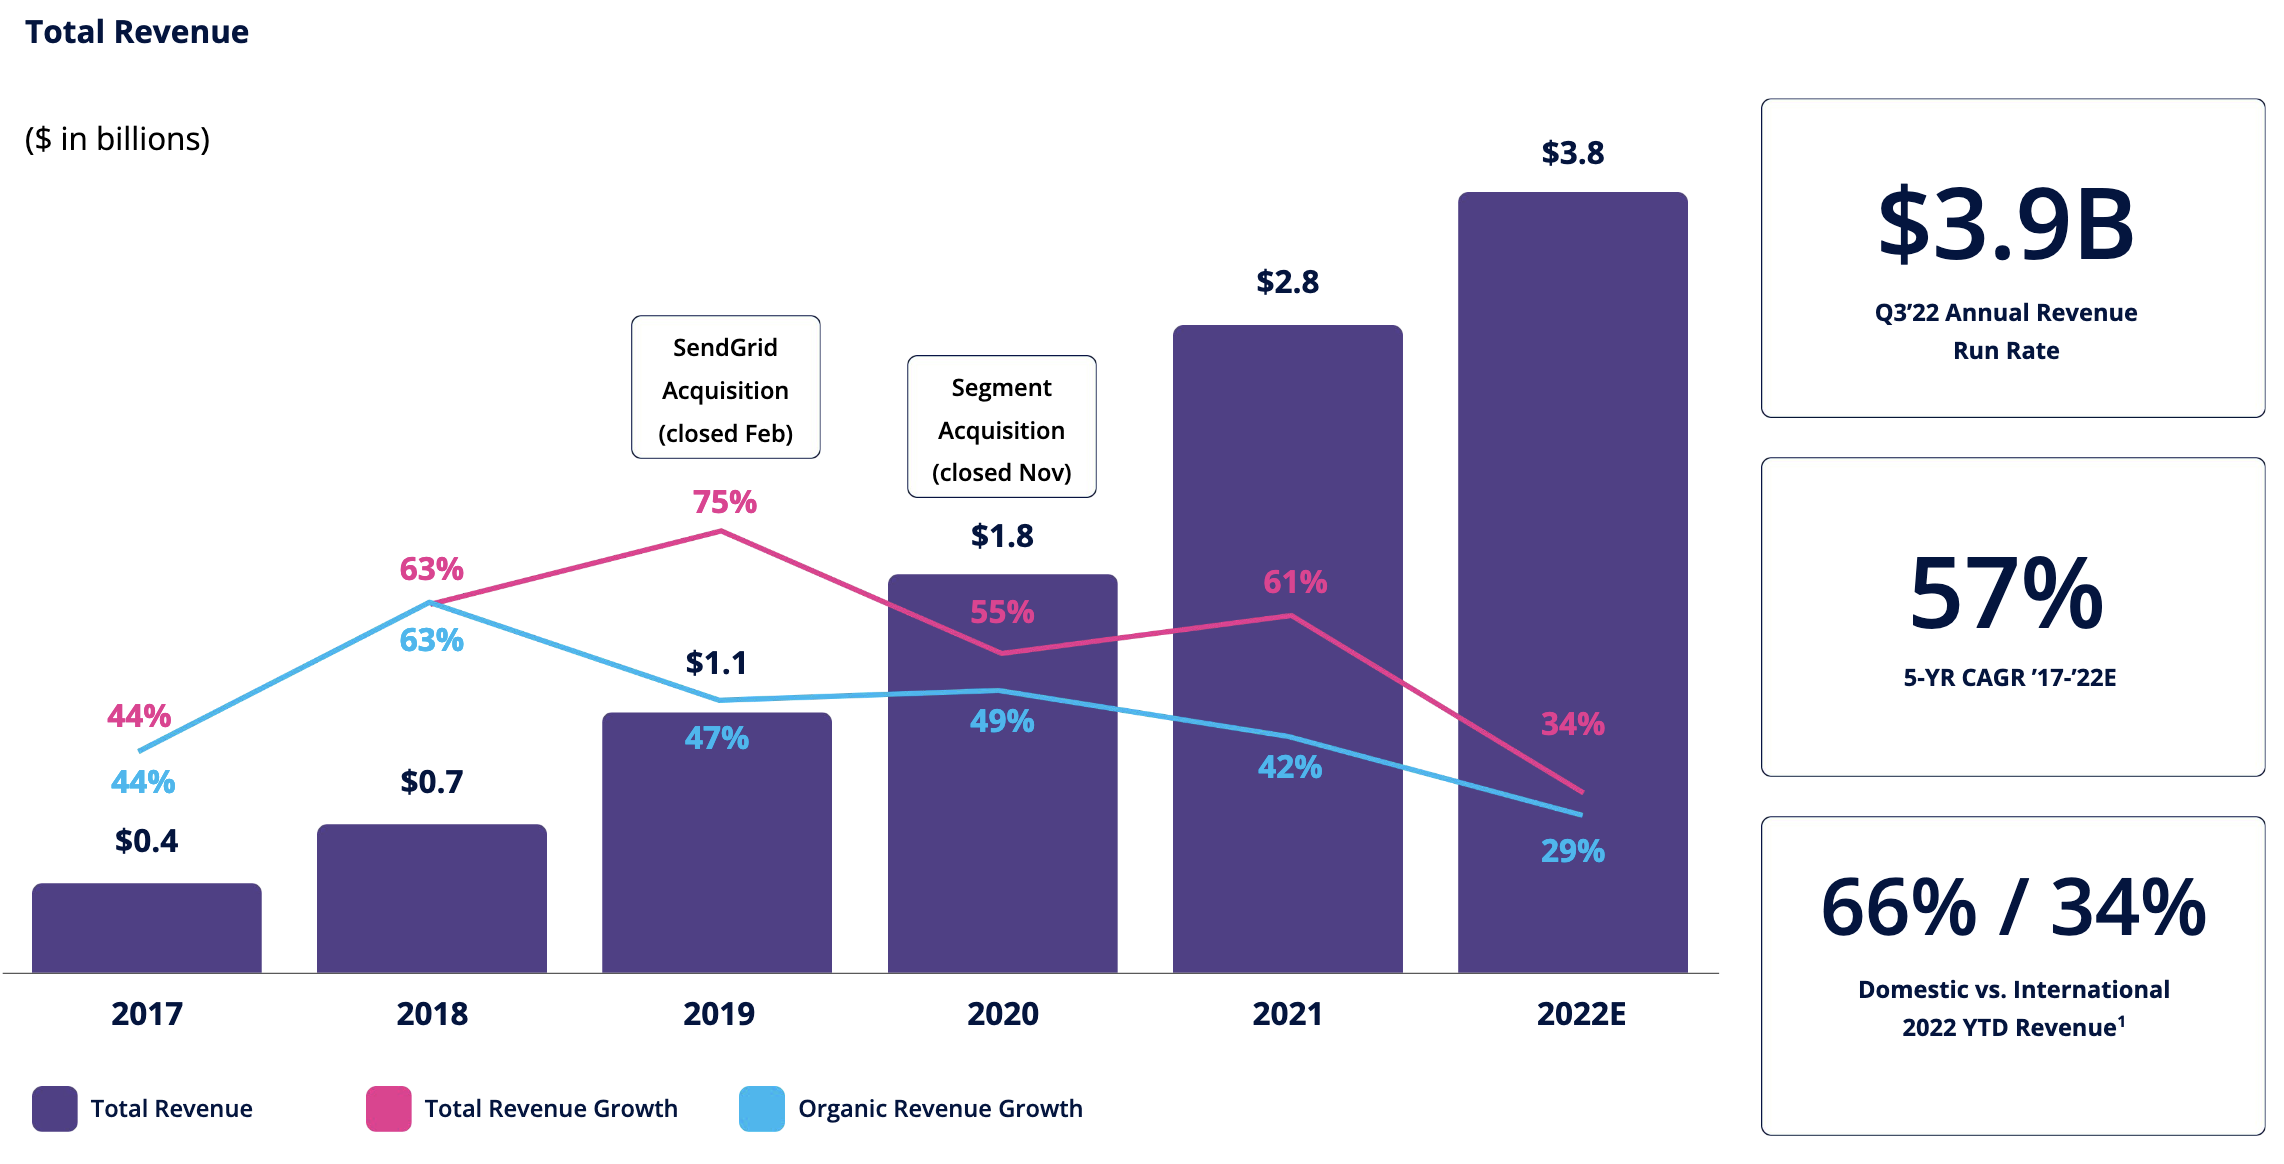 Total Revenue
($ in billions)
$3.8
$2.8
SendGrid
Acquisition
(closed Feb)
Segment
Acquisition
(closed Nov)
75%
$1.8
63%
61%
55%
63%
$1.1
44%
47%
49%
34%
42%
44%
$0.7
$0.4
29%
2017
2018
2019
2020
2021
2022E
Total Revenue
Total Revenue Growth
Organic Revenue Growth
$3.9B
Q3’22 Annual Revenue
Run Rate
57%
5-YR CAGR ’17-’22E
66% / 34%
Domestic vs. International
2022 YTD Revenue¹